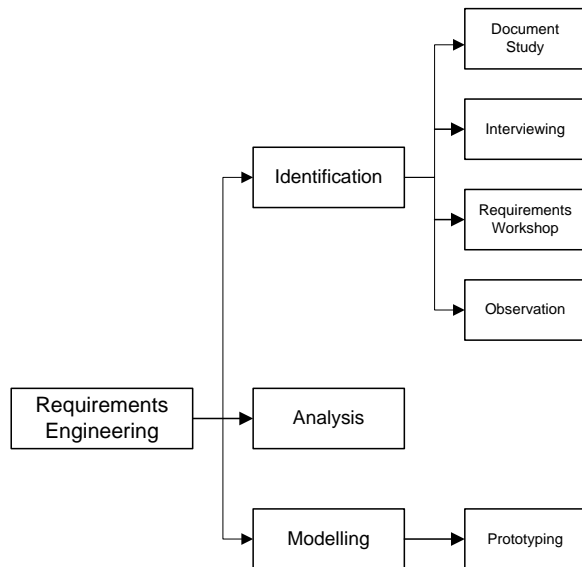 Document
Study
Interviewing
Identification
Requirements
Workshop
Observation
Requirements
Engineering
Analysis
Modelling
Prototyping